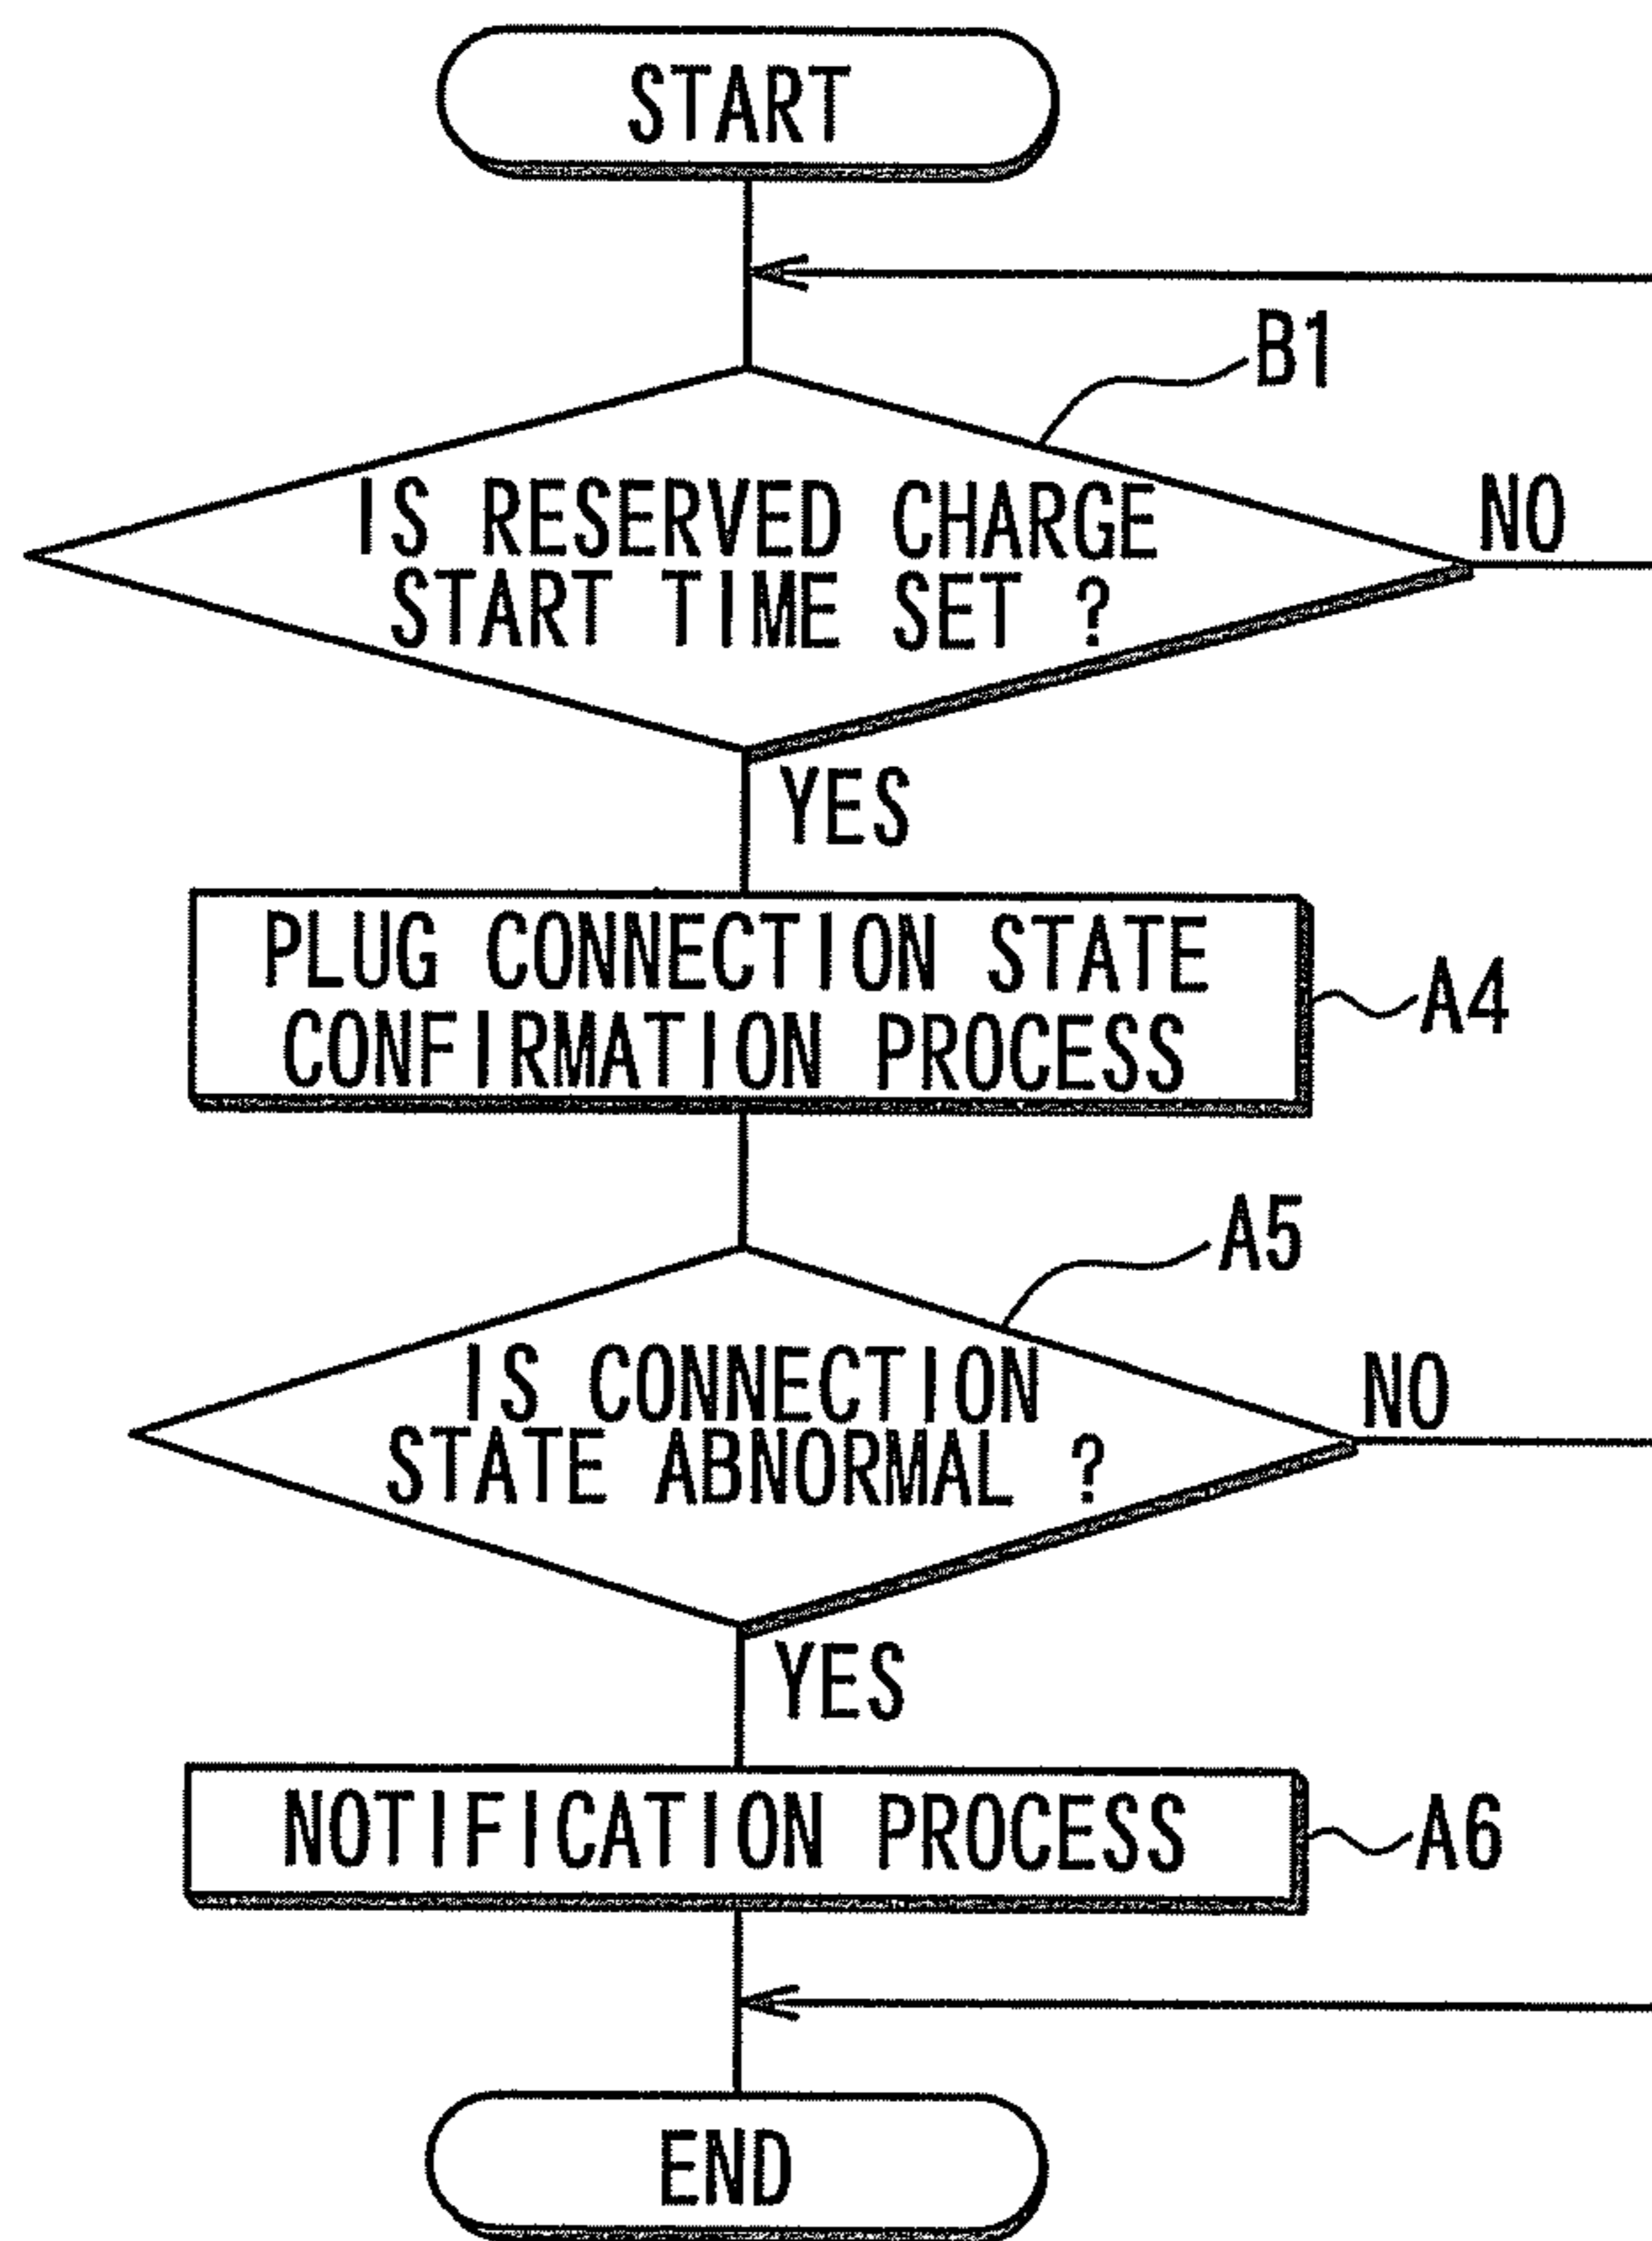 START
B1
IS RESERVED CHARGE
START TIME SET ?
NO
YES
PLUG CONNECTION STATE
CONFIRMATION PROCESS
A4
A5
IS CONNECTION
STATE ABNORMAL ?
NO
YES
NOTIFICATION PROCESS
A6
END